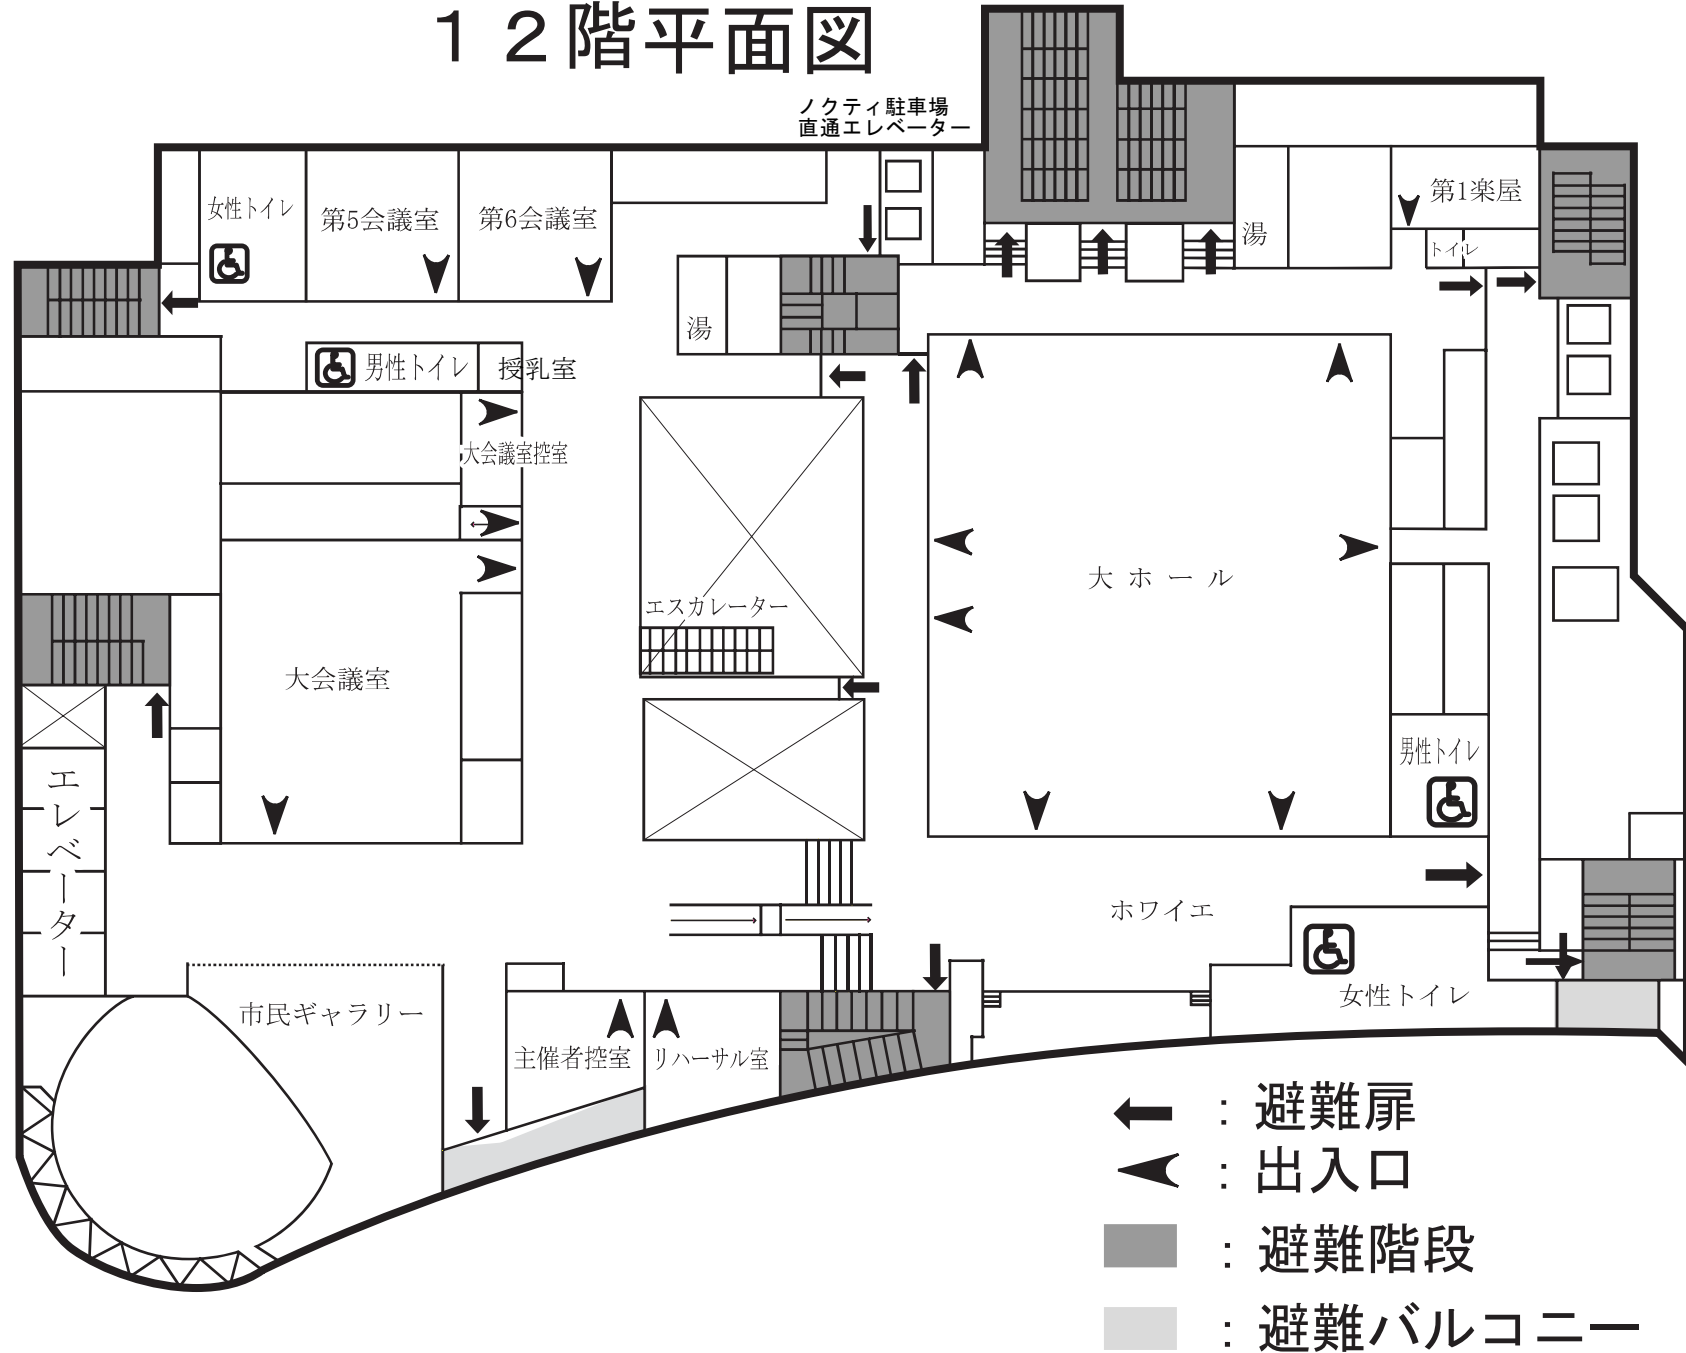 １２階平面図
ノクティ駐車場
直通エレベーター
女性トイレ
第5会議室
第6会議室
湯
第1楽屋
トイレ
湯
男性トイレ
授乳室
大会議室控室
大ホール
エスカレーター
大会議室
男性トイレ
エレベーター
ホワイエ
女性トイレ
市民ギャラリー
主催者控室
リハーサル室
：避難扉
：出入口
：避難階段
：避難バルコニー